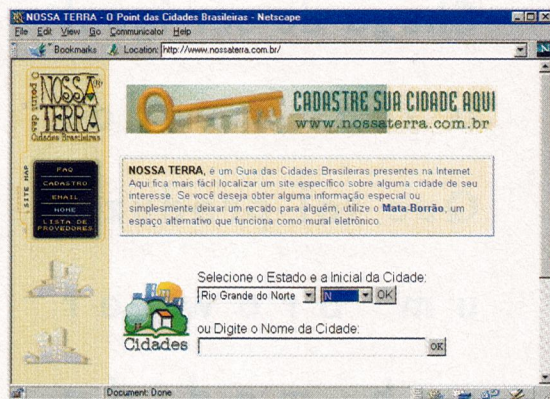 NOSSA TERRA - O Point das Cidades Brasileiras - Netscape
File Edit View Go Communicator Help
Bookmarks Location: http://www.nossaterra.com.br/
O point das
NOSSA
TERRA
Cidades Brasileiras
CADASTRE SUA CIDADE AQUI
www.nossaterra.com.br
SITE MAP
FAQ
CADASTRO
EMAIL
HOME
LISTA DE
PROVEDORES
NOSSA TERRA, é um Guia das Cidades Brasileiras presentes na Internet.
Aqui fica mais fácil localizar um site específico sobre alguma cidade de seu
interesse. Se você deseja obter alguma informação especial ou
simplesmente deixar um recado para alguém, utilize o Mata-Borrão, um
espaço alternativo que funciona como mural eletrônico.
Selecione o Estado e a Inicial da Cidade:
Rio Grande do Norte N OK
ou Digite o Nome da Cidade:
OK
Cidades
Document: Done